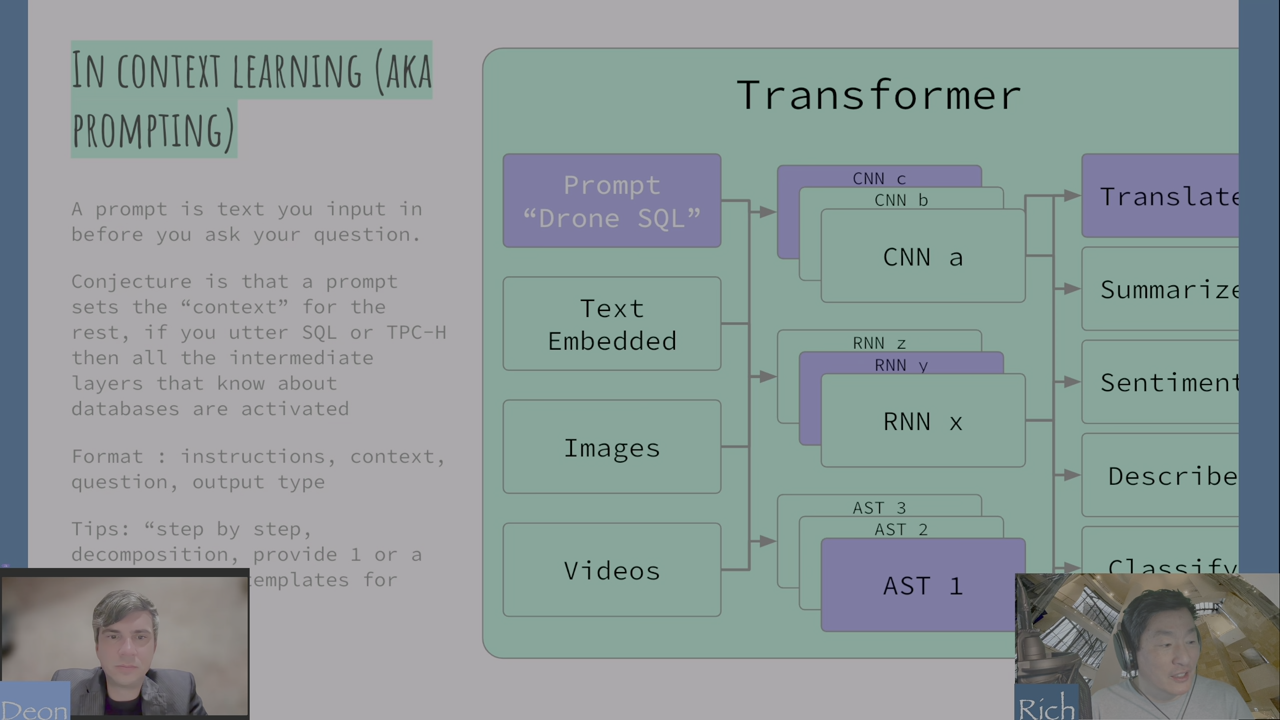 In context learning (aka
prompting)
A prompt is text you input in
before you ask your question.
Conjecture is that a prompt
sets the “context” for the
rest, if you utter SQL or TPC-H
then all the intermediate
layers that know about
databases are activated
Format : instructions, context,
question, output type
Tips: “step by step,
decomposition, provide 1 or a
templates for
Transformer
Prompt
“Drone SQL”
Text
Embedded
Images
Videos
CNN c
CNN b
CNN a
RNN z
RNN y
RNN x
AST 3
AST 2
AST 1
Translate
Summarize
Sentiment
Describe
Classify
Deon
Rich